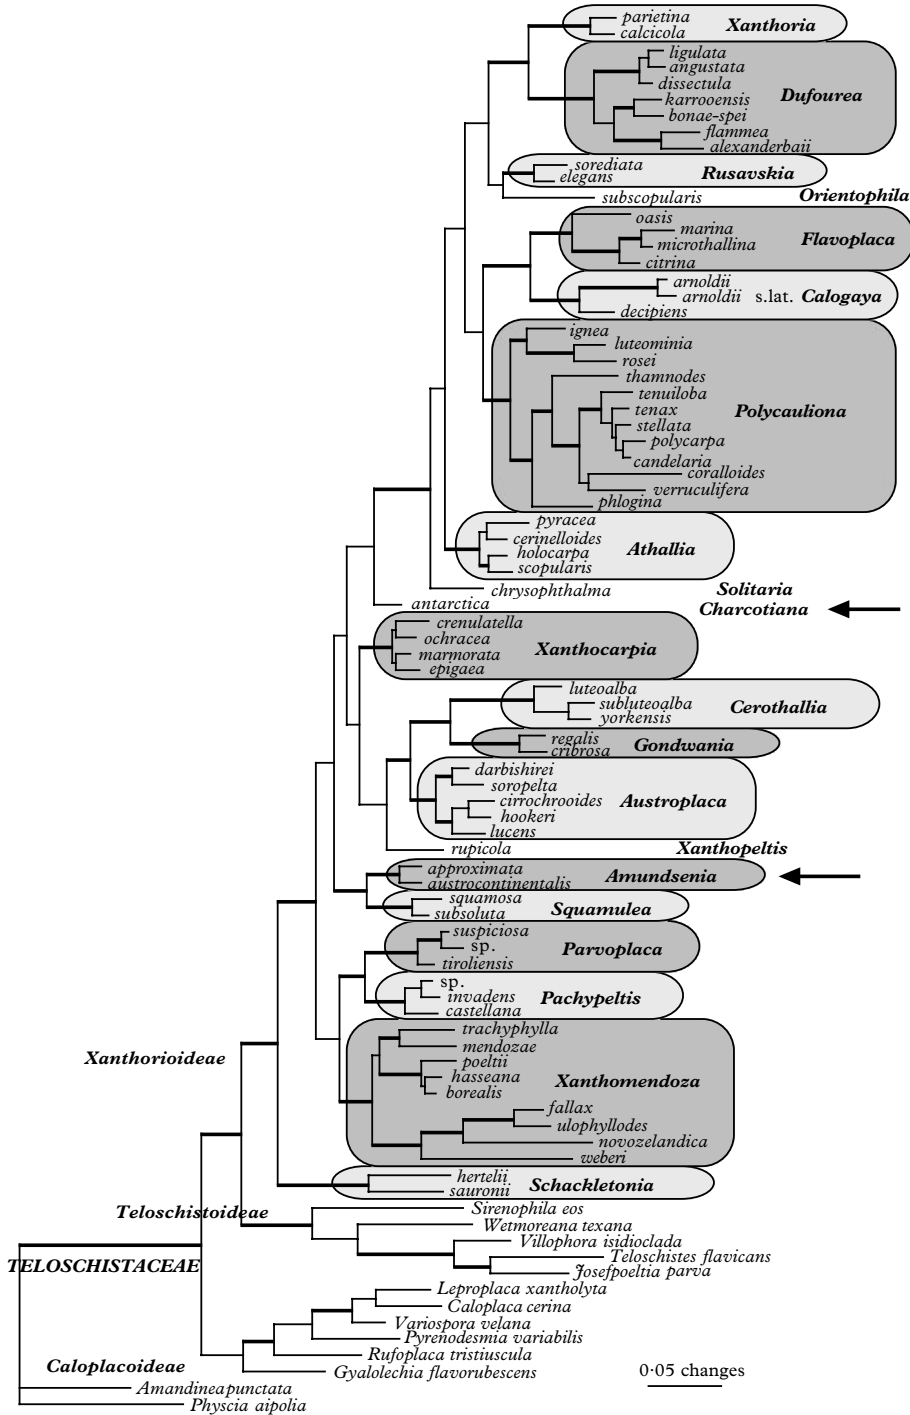 parietina
calcicola
Xanthoria
ligulata
angustata
dissectula
Dufourea
karrooensis
bonae-spei
flammea
alexanderbaii
sorediata
elegans
Rusavskia
subscopularis
Orientophila
oasis
marina
microthallina
Flavoplaca
citrina
arnoldii
arnoldii s.lat. Calogaya
decipiens
ignea
luteominia
rosei
thamnodes
tenuiloba
tenax
Polycauliona
stellata
polycarpa
candelaria
coralloides
verruculifera
phlogina
pyracea
cerinelloides
holocarpa
Athallia
scopularis
chrysophthalma
Solitaria
antarctica
Charcotiana
crenulatella
ochracea
Xanthocarpia
marmorata
epigaea
luteoalba
subluteoalba
Cerothallia
yorkensis
regalis
cribrosa
Gondwania
darbishirei
soropelta
cirrochrooides
Austroplaca
hookeri
lucens
rupicola
Xanthopeltis
approximata
austrocontinentalis
Amundsenia
squamosa
subsoluta
Squamulea
suspiciosa
sp.
Parvoplaca
tiroliensis
sp.
invadens
Pachypeltis
castellana
trachyphylla
mendozae
Xanthorioideae
poeltii
hasseana
Xanthomendoza
borealis
fallax
ulophyllodes
novozelandica
weberi
hertelii
sauronii
Schackletonia
Teloschistoideae
Sirenophila eos
Wetmoreana texana
Villophora isidioclada
Teloschistes flavicans
TELOSCHISTACEAE
Josefpoeltia parva
Leproplaca xantholyta
Caloplaca cerina
Variospora velana
Pyrenodesmia variabilis
Rufoplaca tristiuscula
Caloplacoideae
Gyalolechia flavorubescens
0·05 changes
Amandinea punctata
Physcia aipolia